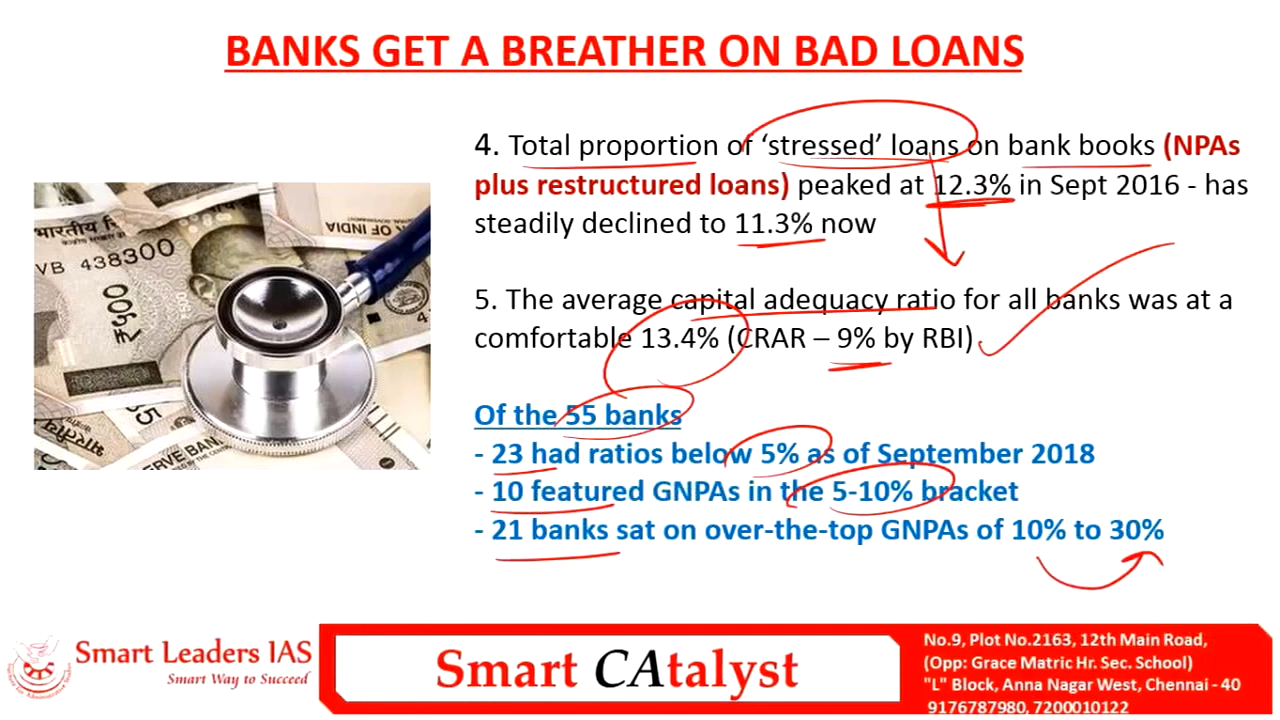 BANKS GET A BREATHER ON BAD LOANS
4. Total proportion of ‘stressed’ loans on bank books (NPAs
plus restructured loans) peaked at 12.3% in Sept 2016 - has
steadily declined to 11.3% now
5. The average capital adequacy ratio for all banks was at a
comfortable 13.4% (CRAR – 9% by RBI)
Of the 55 banks
- 23 had ratios below 5% as of September 2018
- 10 featured GNPAs in the 5-10% bracket
- 21 banks sat on over-the-top GNPAs of 10% to 30%
भारतीय रि
OF INDIA
VB 438300
₹500
भारतीय
ERVE BAN
Smart Leaders IAS
Smart Way to Succeed
Smart CAtalyst
No.9, Plot No.2163, 12th Main Road,
(Opp: Grace Matric Hr. Sec. School)
"L" Block, Anna Nagar West, Chennai - 40
9176787980, 7200010122